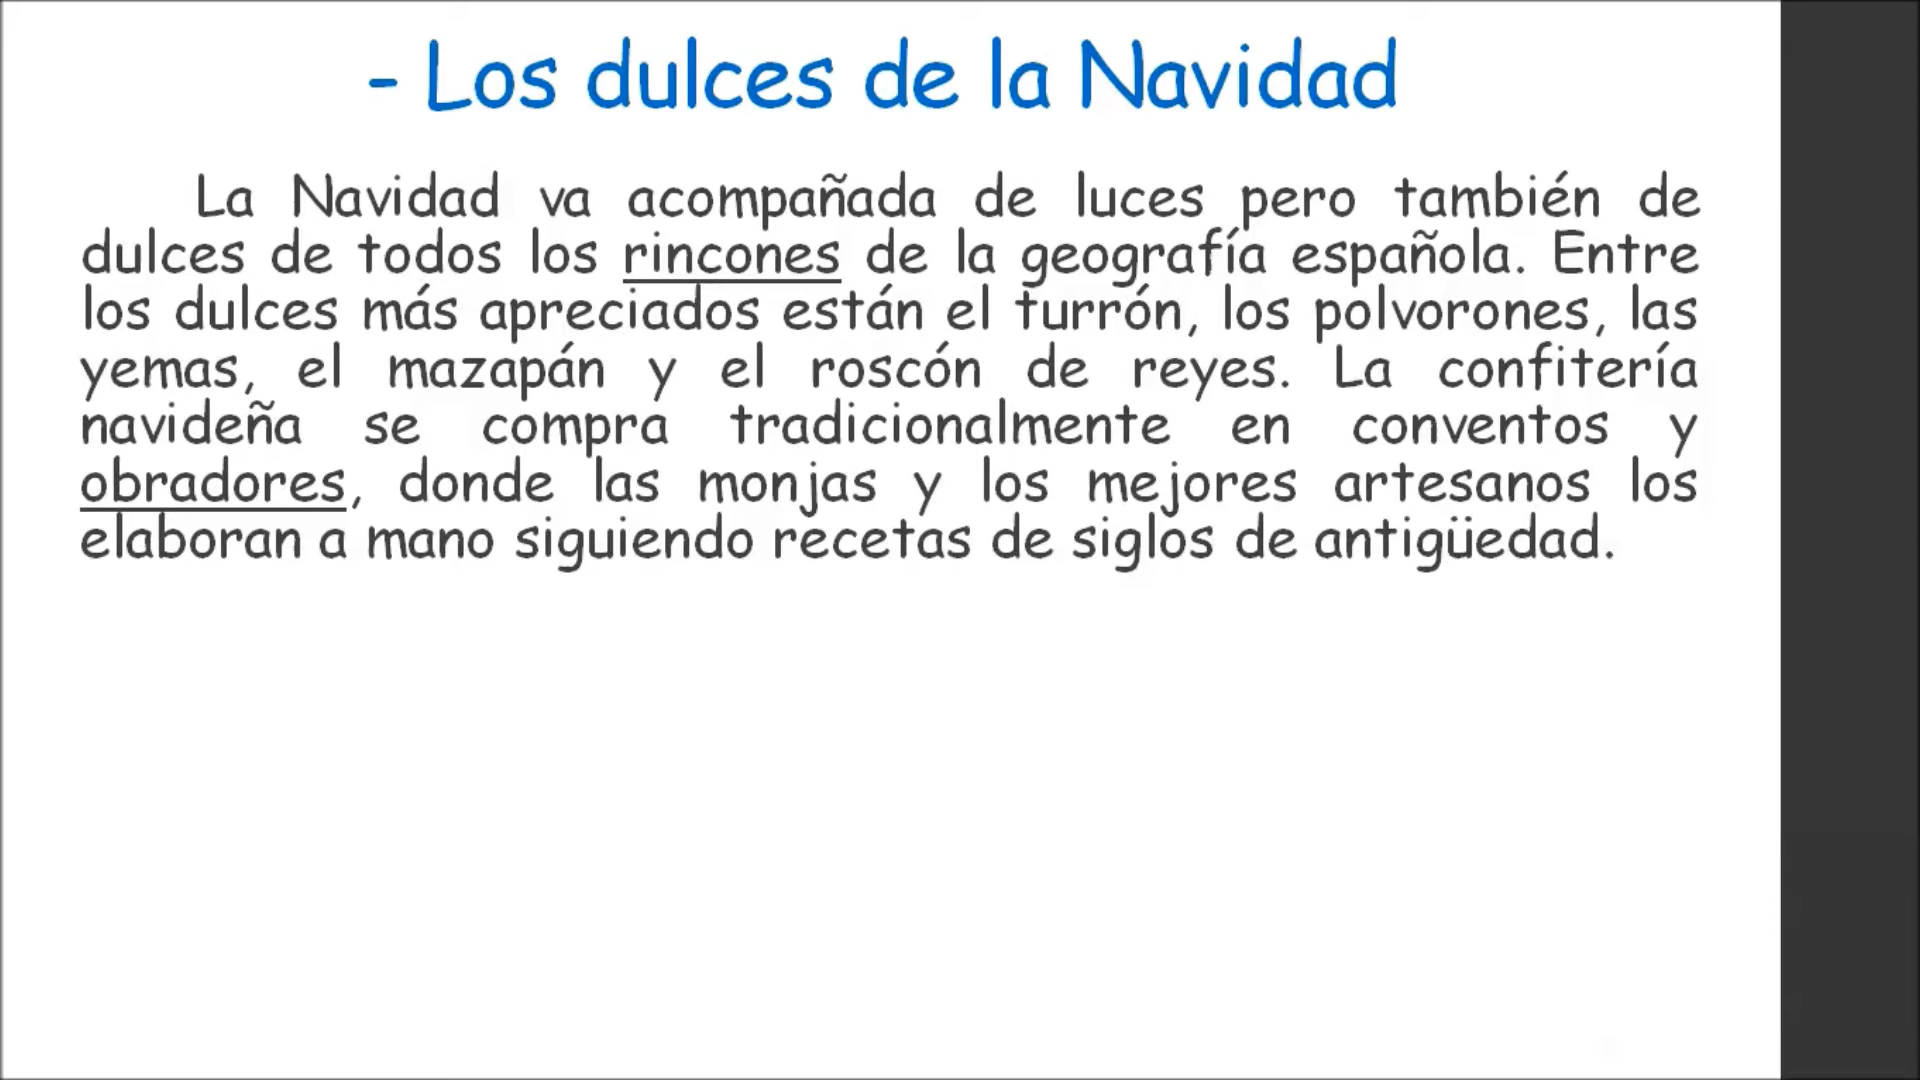 - Los dulces de la Navidad
La Navidad va acompañada de luces pero también de
dulces de todos los rincones de la geografía española. Entre
los dulces más apreciados están el turrón, los polvorones, las
yemas, el mazapán y el roscón de reyes. La confitería
navideña se compra tradicionalmente en conventos y
obradores, donde las monjas y los mejores artesanos los
elaboran a mano siguiendo recetas de siglos de antigüedad.